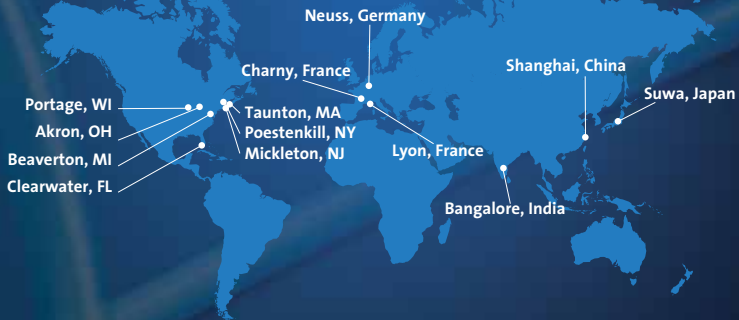 Neuss, Germany
Charny, France
Shanghai, China
Suwa, Japan
Portage, WI
Akron, OH
Beaverton, MI
Clearwater, FL
Taunton, MA
Poestenkill, NY
Mickleton, NJ
Lyon, France
Bangalore, India